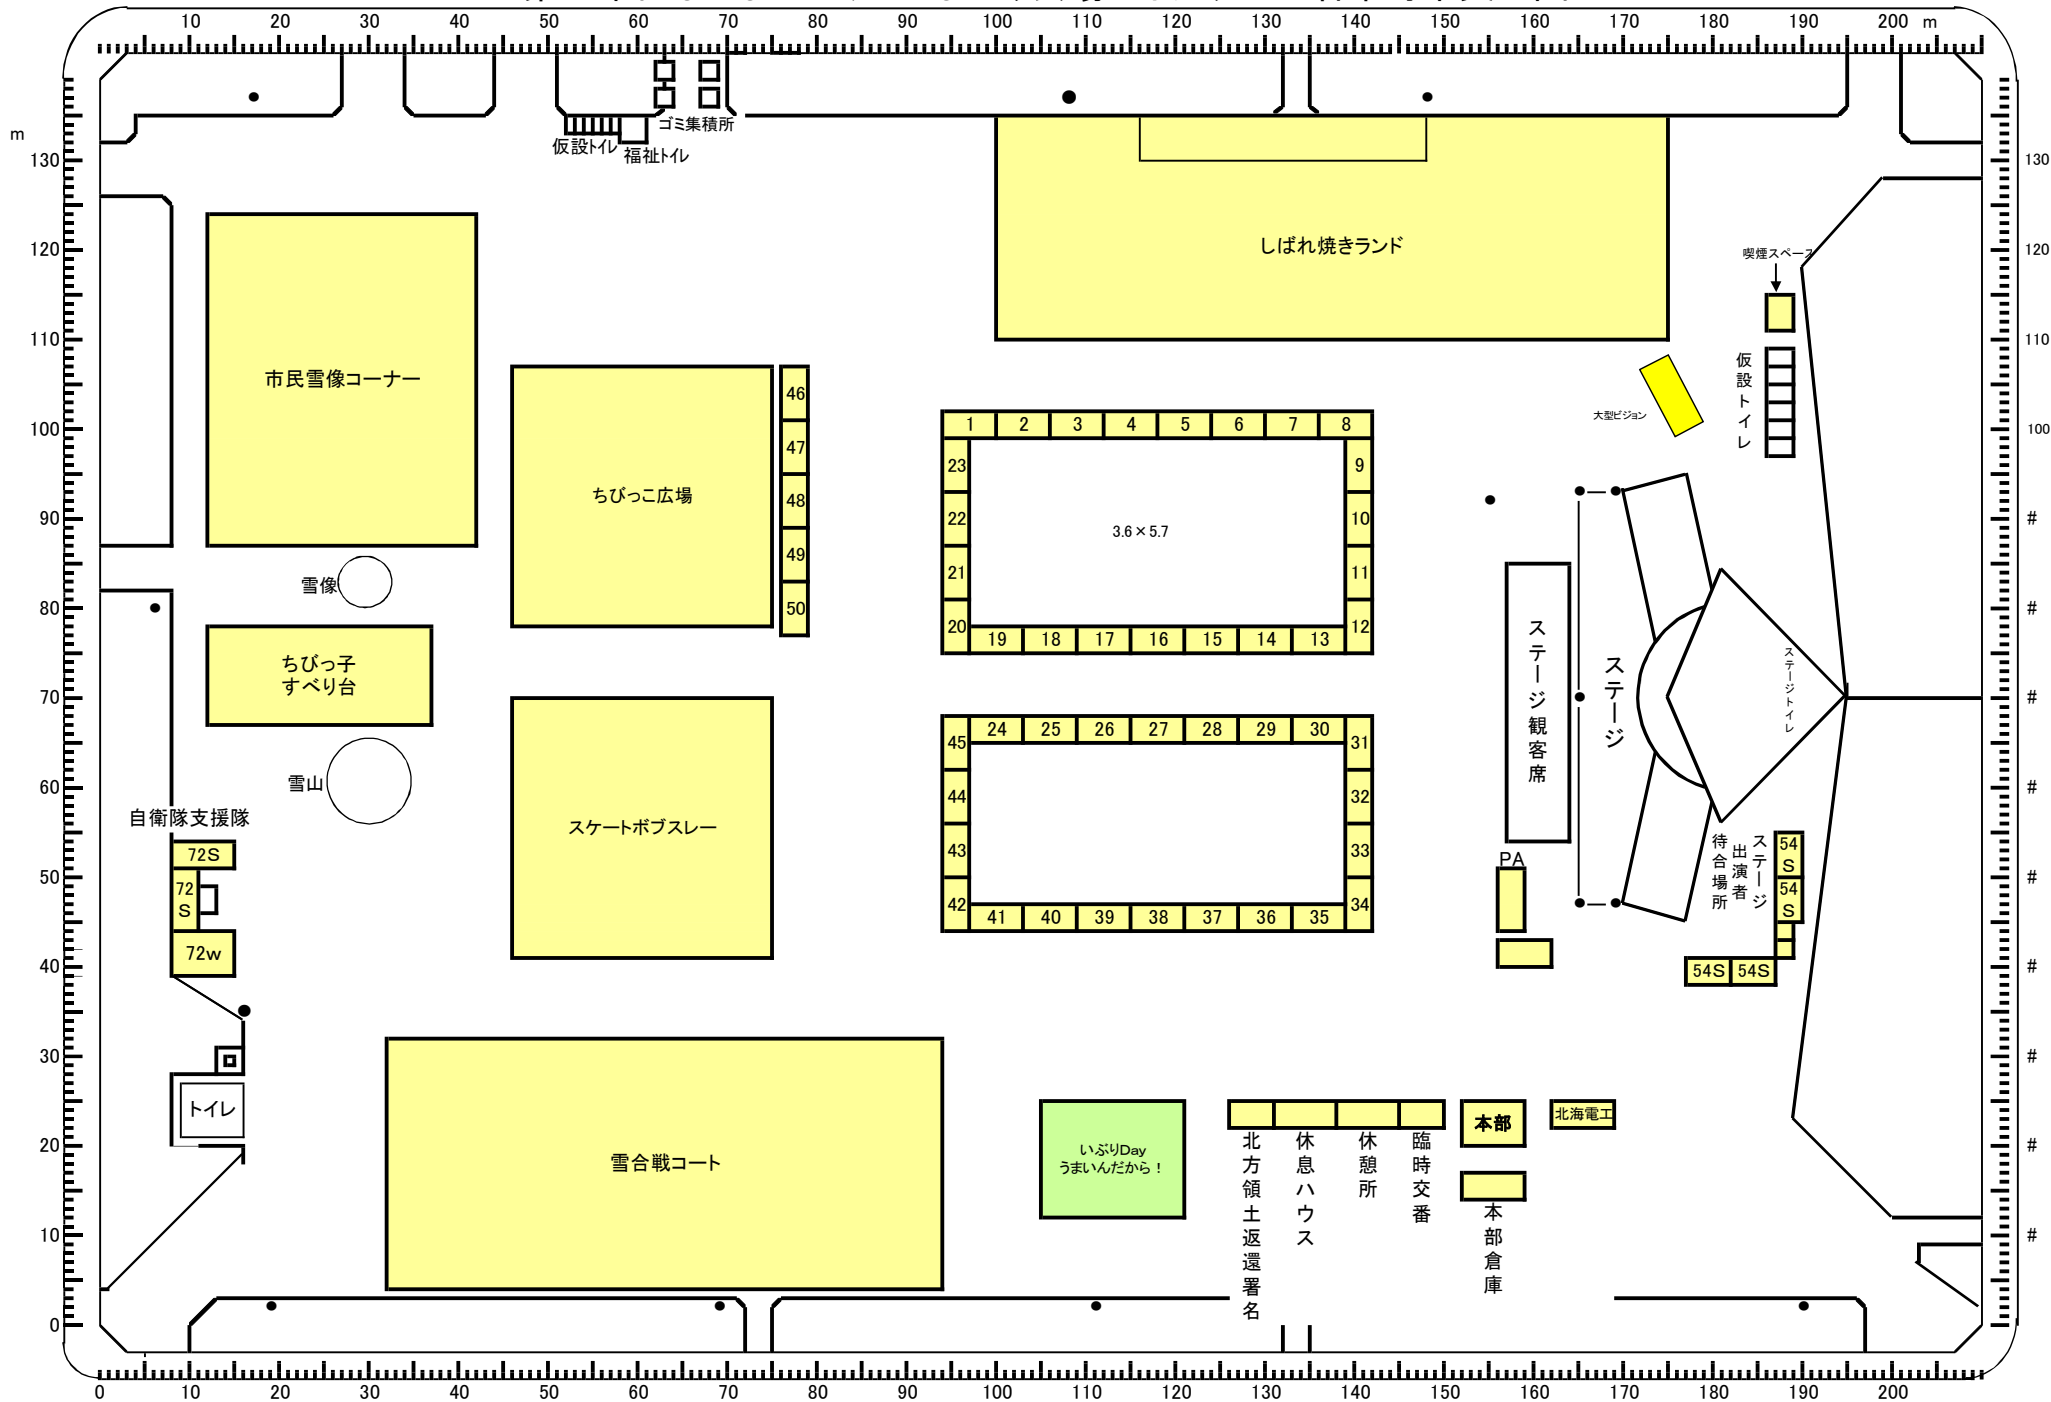 10 20 30 40 50 60 70 80 90 100 110 120 130 140 150 160 170 180 190 200 m
m
ゴミ集積所
仮設トイレ
福祉トイレ
130
130
120
しばれ焼きランド
120
喫煙スペース
110
110
市民雪像コーナー
仮設トイレ
大型ビジョン
100
100
46
47
48
49
50
ちびっこ広場
1 2 3 4 5 6 7 8
23
22
21
20
9
10
11
12
3.6×5.7
19 18 17 16 15 14 13
90
#
雪像
80
#
ちびっ子
すべり台
ステージ観客席
ステージ
ステージトイレ
70
#
雪山
60
#
スケートボブスレー
45
44
43
42
24 25 26 27 28 29 30
31
32
33
34
41 40 39 38 37 36 35
自衛隊支援隊
72S
72
S
72w
PA
ステージ
出演者
待合場所
54
S
54
S
54S 54S
50
#
40
#
30
#
トイレ
20
#
雪合戦コート
いぶりDay
うまいんだから！
北方領土返還署名
休息ハウス
休憩所
臨時交番
本部
本部倉庫
北海電工
10
#
0
0 10 20 30 40 50 60 70 80 90 100 110 120 130 140 150 160 170 180 190 200